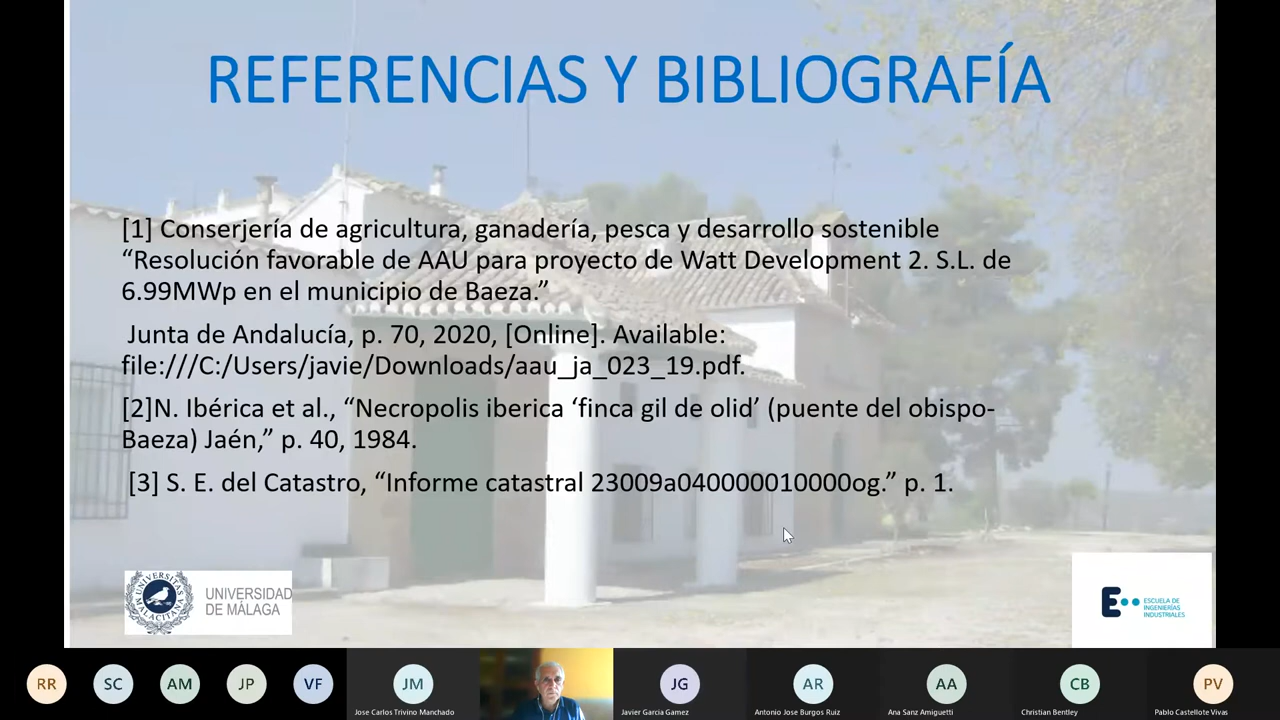 REFERENCIAS Y BIBLIOGRAFÍA
[1] Conserjería de agricultura, ganadería, pesca y desarrollo sostenible
“Resolución favorable de AAU para proyecto de Watt Development 2. S.L. de
6.99MWp en el municipio de Baeza.”
Junta de Andalucía, p. 70, 2020, [Online]. Available:
file:///C:/Users/javie/Downloads/aau_ja_023_19.pdf.
[2]N. Ibérica et al., “Necropolis iberica ‘finca gil de olid’ (puente del obispo-
Baeza) Jaén,” p. 40, 1984.
[3] S. E. del Catastro, “Informe catastral 23009a040000010000og.” p. 1.
UNIVERSITAS MALACITANA
UNIVERSIDAD
DE MÁLAGA
E
ESCUELA DE
INGENIERÍAS
INDUSTRIALES
RR
SC
AM
JP
VF
JM
JG
AR
AA
CB
PV
Jose Carlos Trivino Manchado
Javier Garcia Gamez
Antonio Jose Burgos Ruiz
Ana Sanz Amiguetti
Christian Bentley
Pablo Castellote Vivas